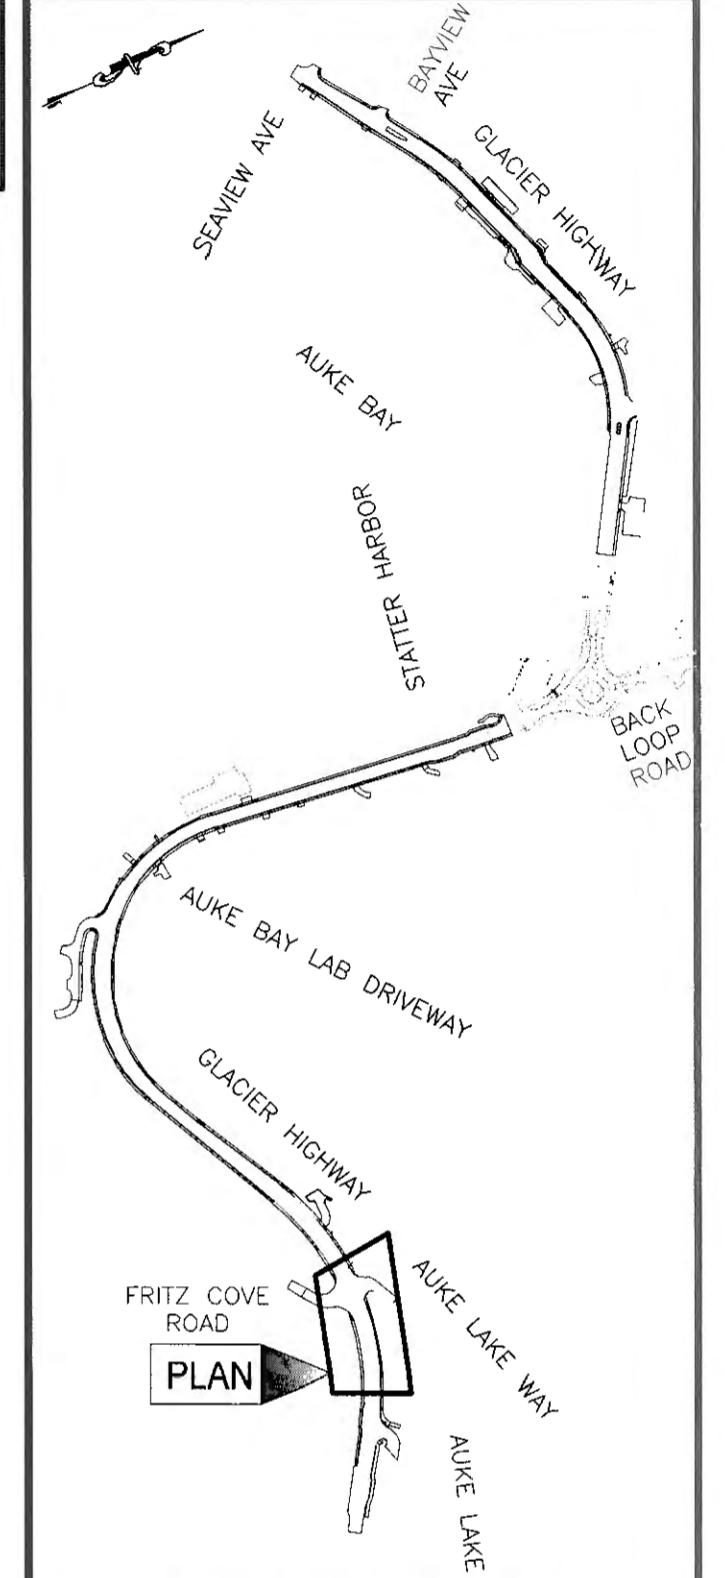 BAYVIEW
AVE
GLACIER HIGHWAY
SEAVIEW AVE
AUKE BAY
STATTER HARBOR
BACK
LOOP
ROAD
AUKE BAY LAB DRIVEWAY
GLACIER HIGHWAY
FRITZ COVE
ROAD
PLAN
AUKE LAKE WAY
AUKE LAKE